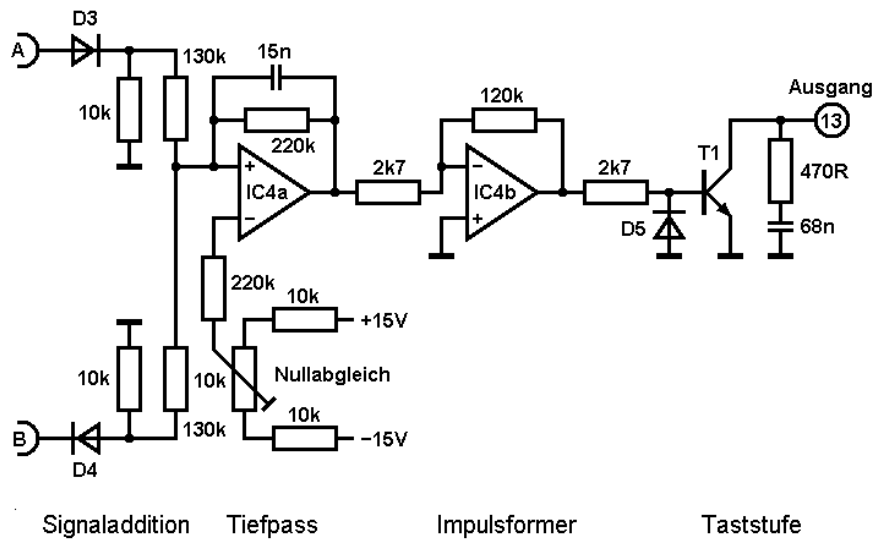 D3
A
130k
10k
15n
220k
+
IC4a
−
2k7
120k
−
IC4b
+
2k7
T1
D5
Ausgang
13
470R
68n
220k
10k
+15V
10k
Nullabgleich
10k
−15V
10k
130k
B
D4
Signaladdition Tiefpass Impulsformer Taststufe